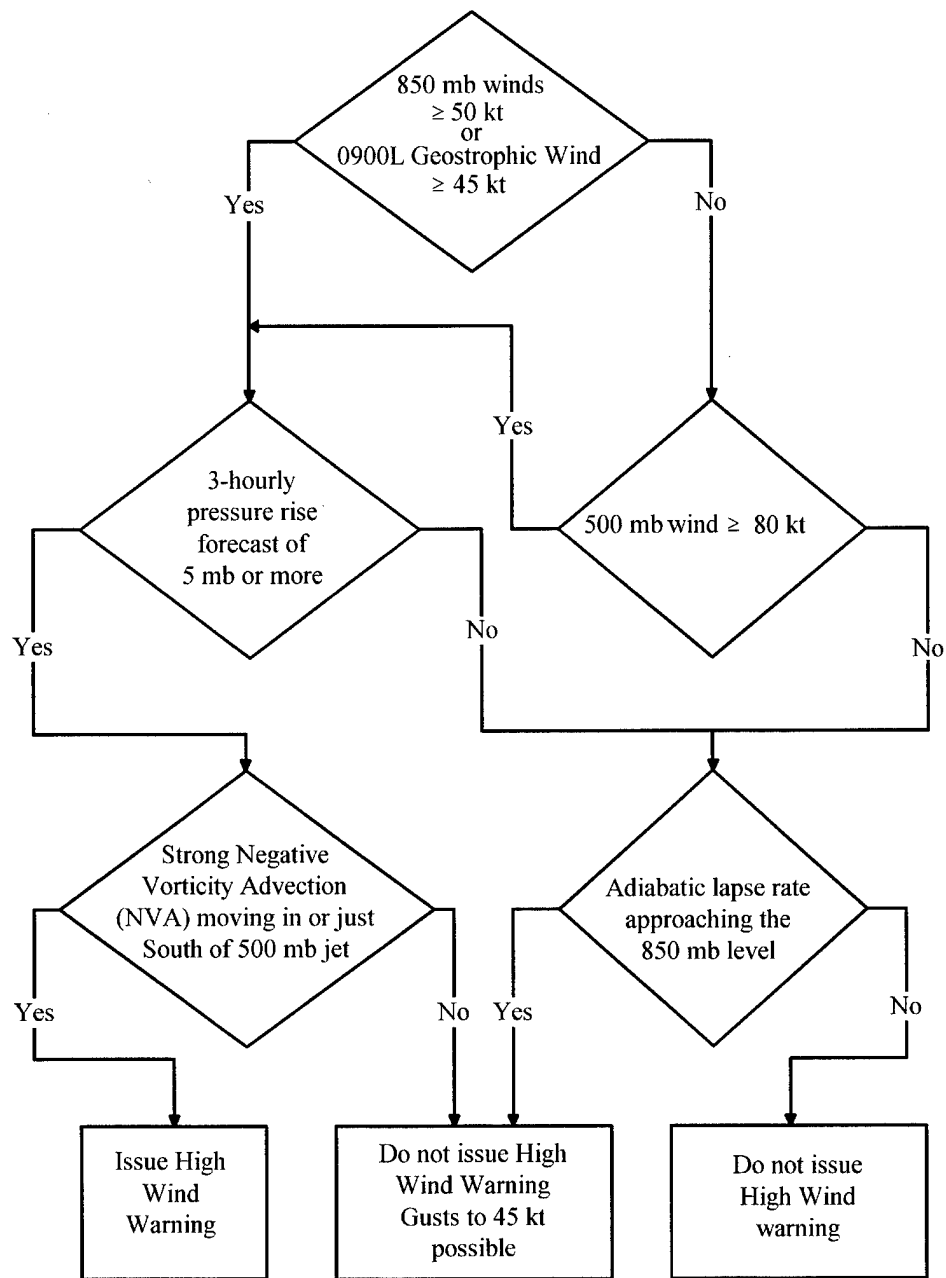 850 mb winds
≥ 50 kt
or
0900L Geostrophic Wind
≥ 45 kt
Yes
No
3-hourly
pressure rise
forecast of
5 mb or more
Yes
500 mb wind ≥ 80 kt
Yes
No
No
Strong Negative
Vorticity Advection
(NVA) moving in or just
South of 500 mb jet
Adiabatic lapse rate
approaching the
850 mb level
Yes
No
Yes
No
Issue High
Wind
Warning
Do not issue High
Wind Warning
Gusts to 45 kt
possible
Do not issue
High Wind
warning